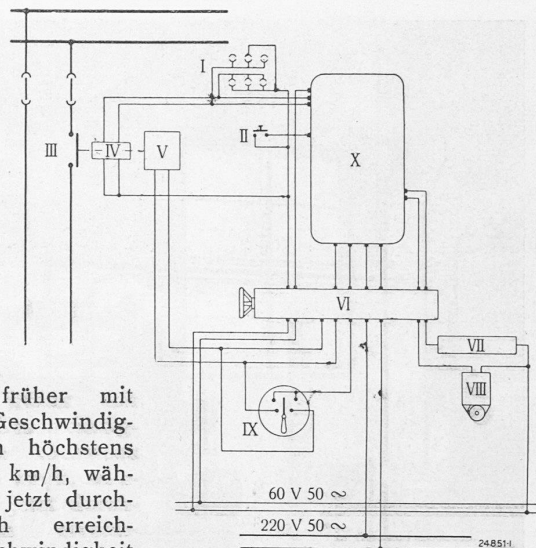 I
II
III
IV
V
X
VI
VII
VIII
IX
früher mit
Geschwindig-
höchstens
km/h, wäh-
jetzt durch-
erreich-
60 V 50 ~
220 V 50 ~
24851-1